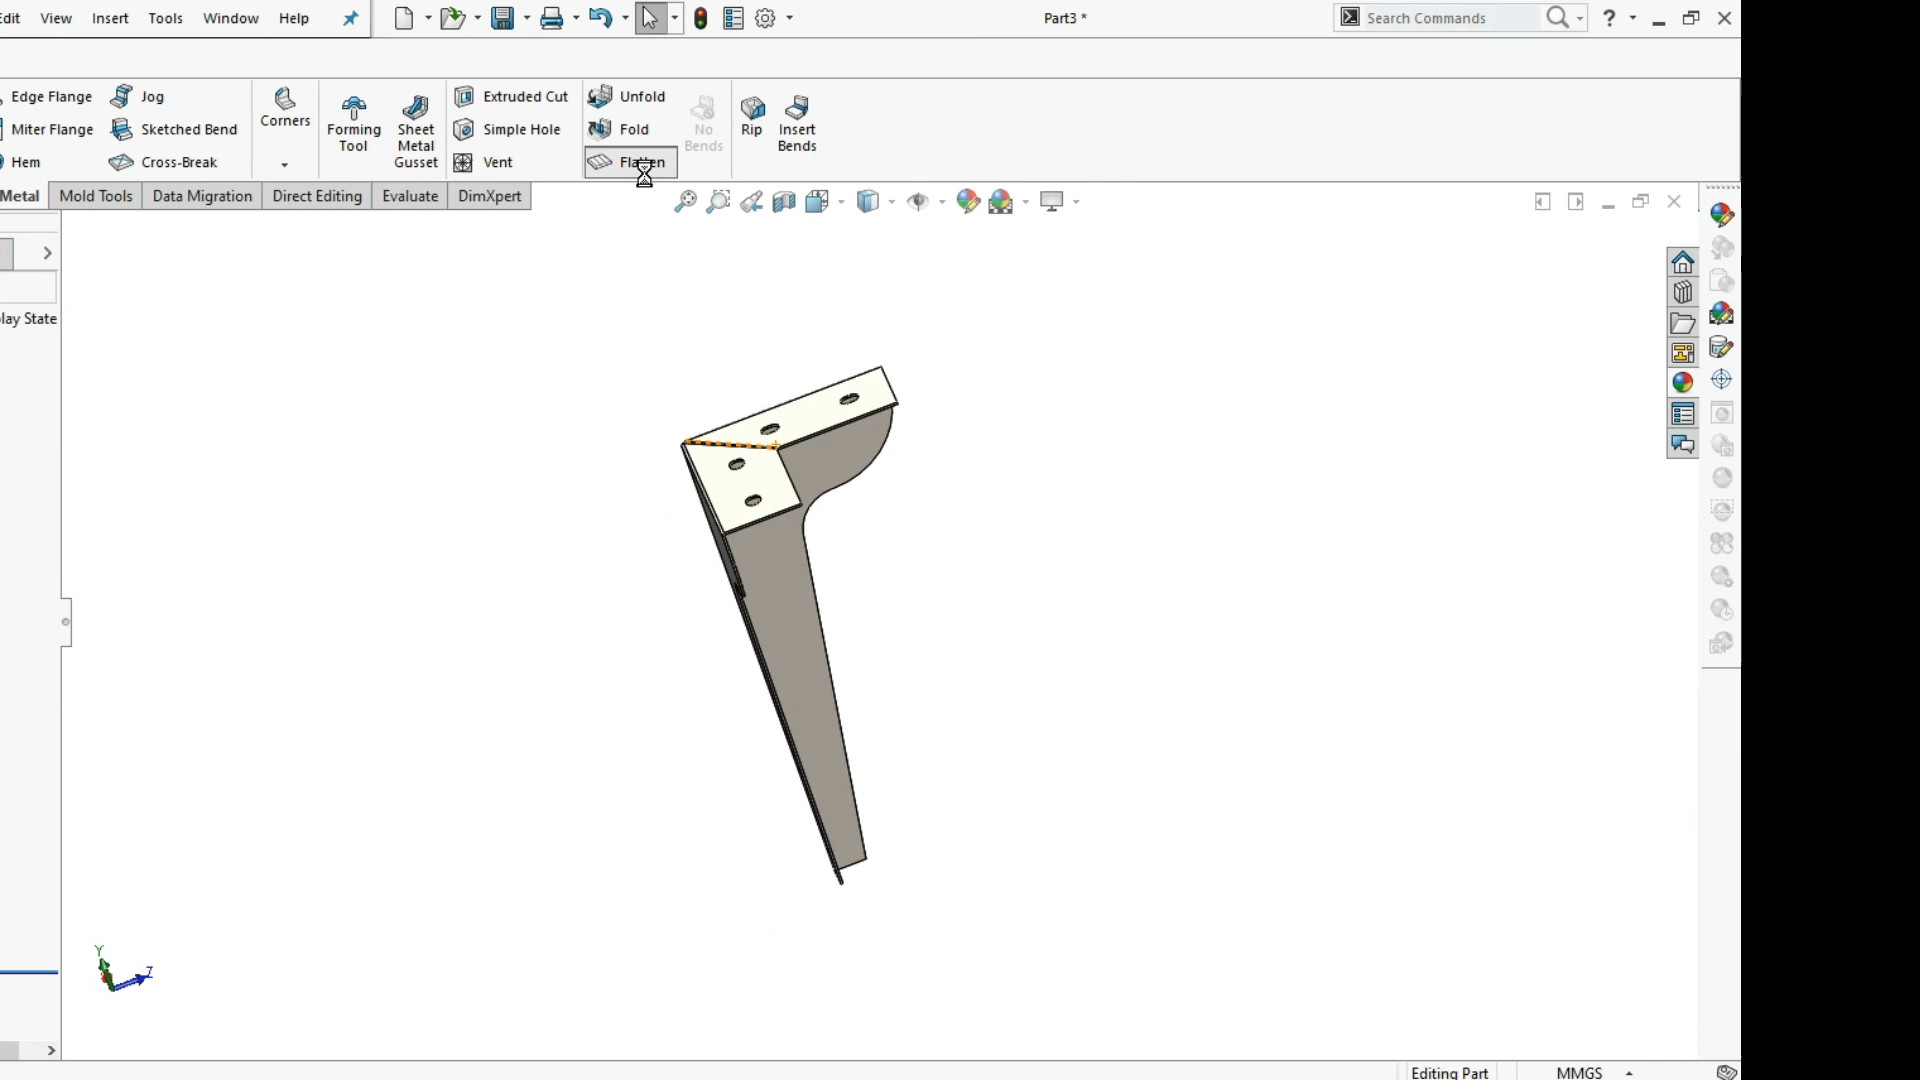 Edit View Insert Tools Window Help
Part3 *
Search Commands
?
Edge Flange
Miter Flange
Hem
Jog
Sketched Bend
Cross-Break
Corners
Forming Tool
Sheet Metal Gusset
Extruded Cut
Simple Hole
Vent
Unfold
Fold
Flatten
No Bends
Rip
Insert Bends
Metal
Mold Tools
Data Migration
Direct Editing
Evaluate
DimXpert
lay State
Y
Z
Editing Part
MMGS